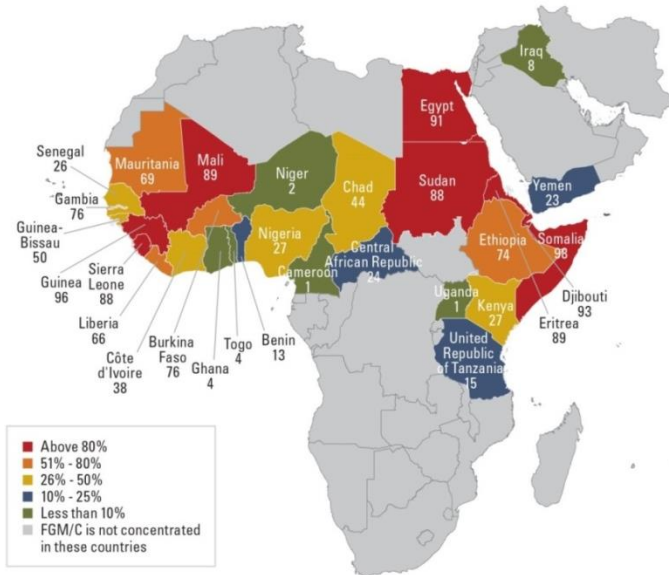 Iraq
8
Egypt
91
Mauritania
69
Mali
89
Niger
2
Chad
44
Sudan
88
Yemen
23
Senegal
26
Gambia
76
Guinea-
Bissau
50
Guinea
96
Sierra
Leone
88
Liberia
66
Côte
d'Ivoire
38
Burkina
Faso
76
Ghana
4
Togo
4
Benin
13
Nigeria
27
Cameroon
1
Central
African Republic
24
Ethiopia
74
Somalia
98
Djibouti
93
Eritrea
89
Uganda
1
Kenya
27
United
Republic
of Tanzania
15
Above 80%
51% - 80%
26% - 50%
10% - 25%
Less than 10%
FGM/C is not concentrated
in these countries